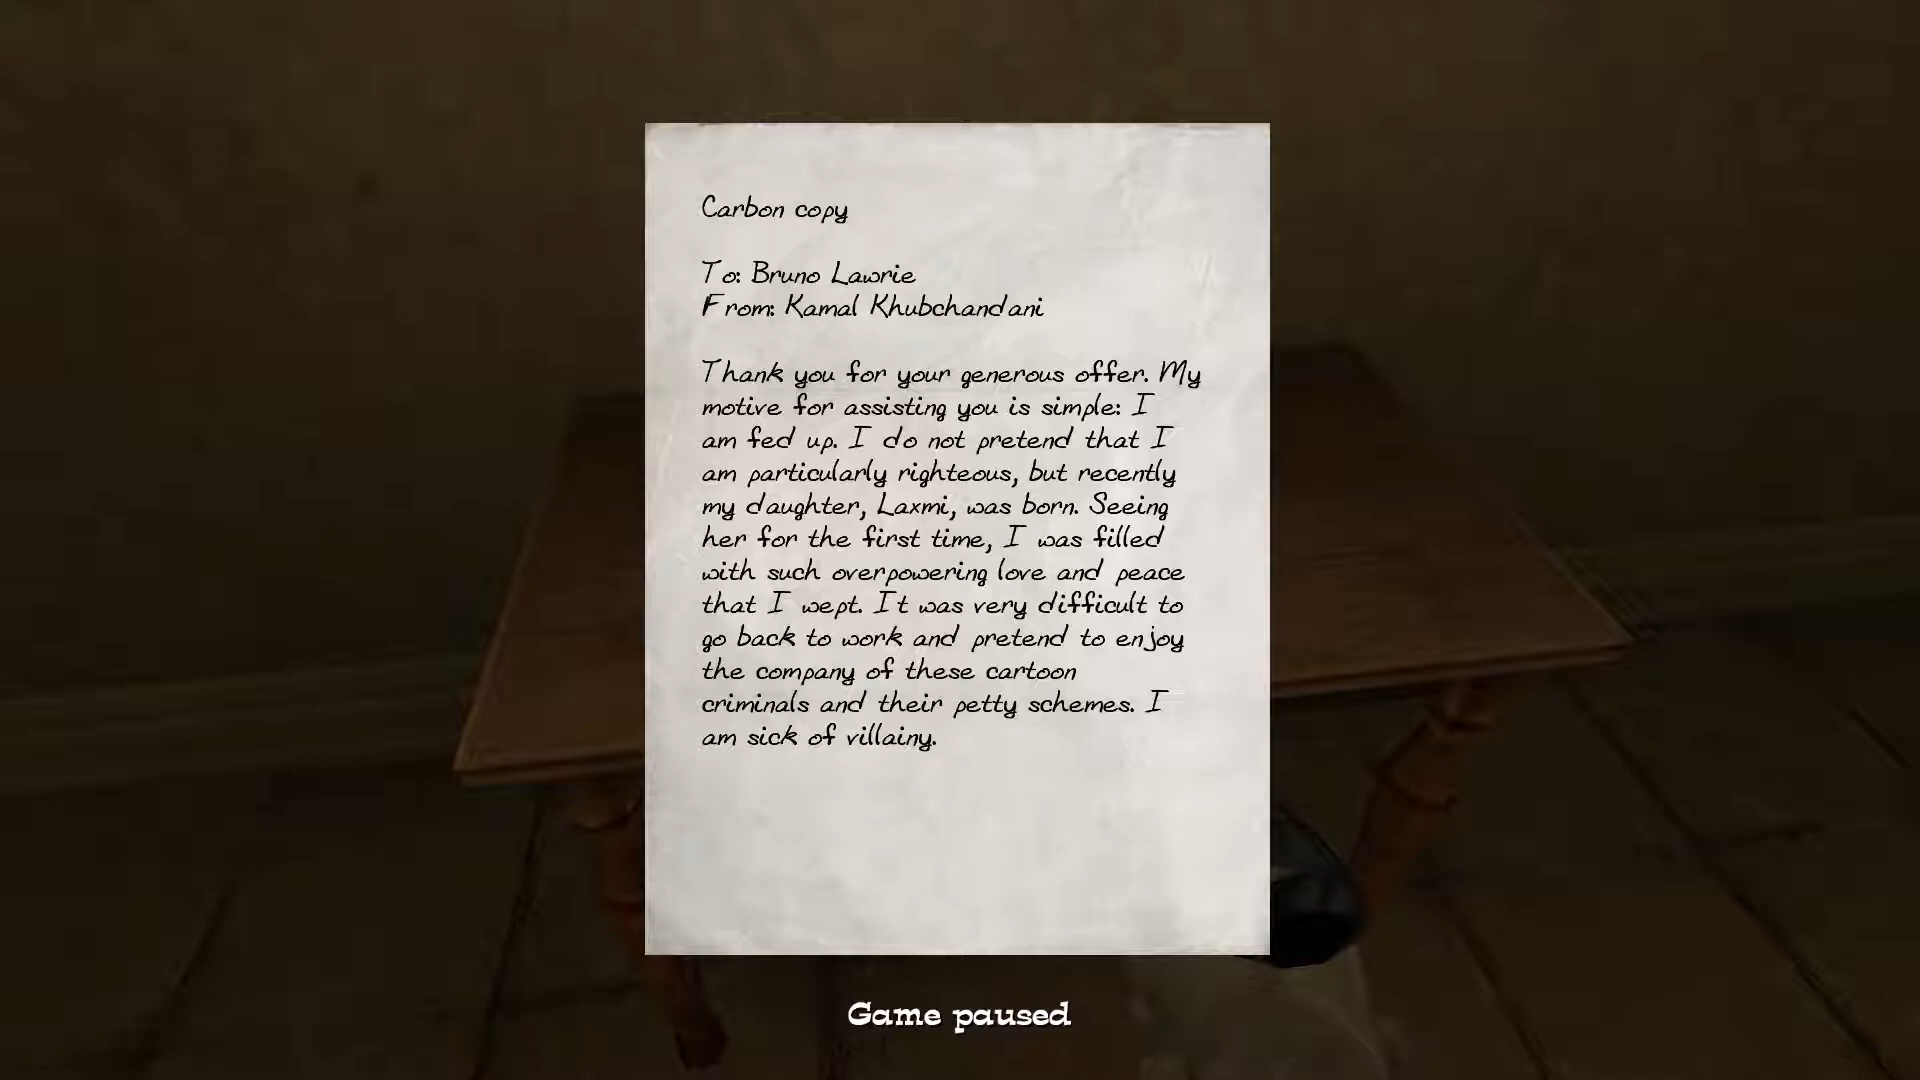 Carbon copy
To: Bruno Lawrie
From: Kamal Khubchandani
Thank you for your generous offer. My
motive for assisting you is simple: I
am fed up. I do not pretend that I
am particularly righteous, but recently
my daughter, Laxmi, was born. Seeing
her for the first time, I was filled
with such overpowering love and peace
that I wept. It was very difficult to
go back to work and pretend to enjoy
the company of these cartoon
criminals and their petty schemes. I
am sick of villainy.
Game paused